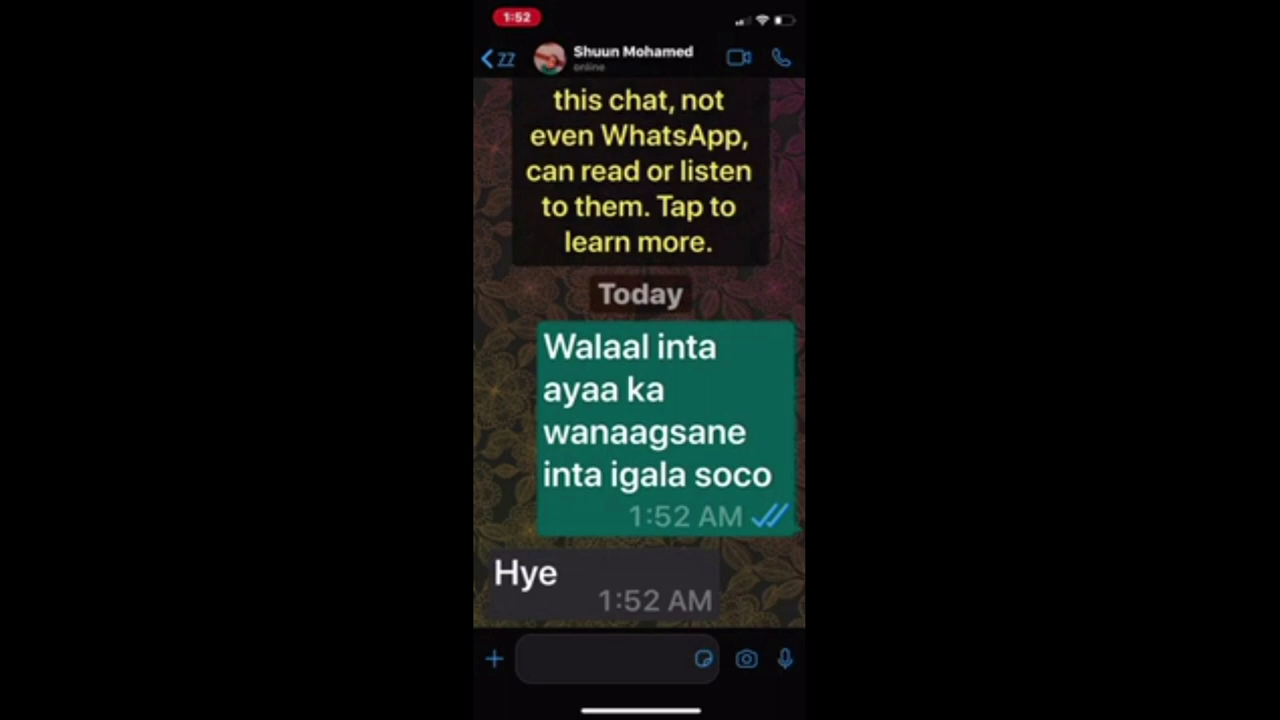 1:52
77
Shuun Mohamed
online
this chat, not
even WhatsApp,
can read or listen
to them. Tap to
learn more.
Today
Walaal inta
ayaa ka
wanaagsane
inta igala soco
1:52 AM
Hye
1:52 AM